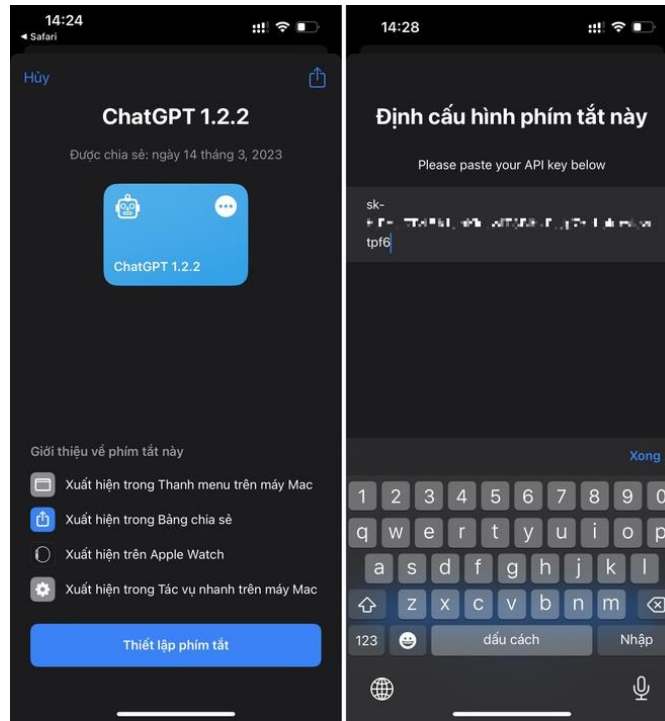 14:24
◀ Safari
Hủy
ChatGPT 1.2.2
Được chia sẻ: ngày 14 tháng 3, 2023
ChatGPT 1.2.2
Giới thiệu về phím tắt này
Xuất hiện trong Thanh menu trên máy Mac
Xuất hiện trong Bảng chia sẻ
Xuất hiện trên Apple Watch
Xuất hiện trong Tác vụ nhanh trên máy Mac
Thiết lập phím tắt
14:28
Định cấu hình phím tắt này
Please paste your API key below
sk-
tpf6
Xong
1 2 3 4 5 6 7 8 9 0
q w e r t y u i o p
a s d f g h j k l
z x c v b n m
123 dấu cách Nhập